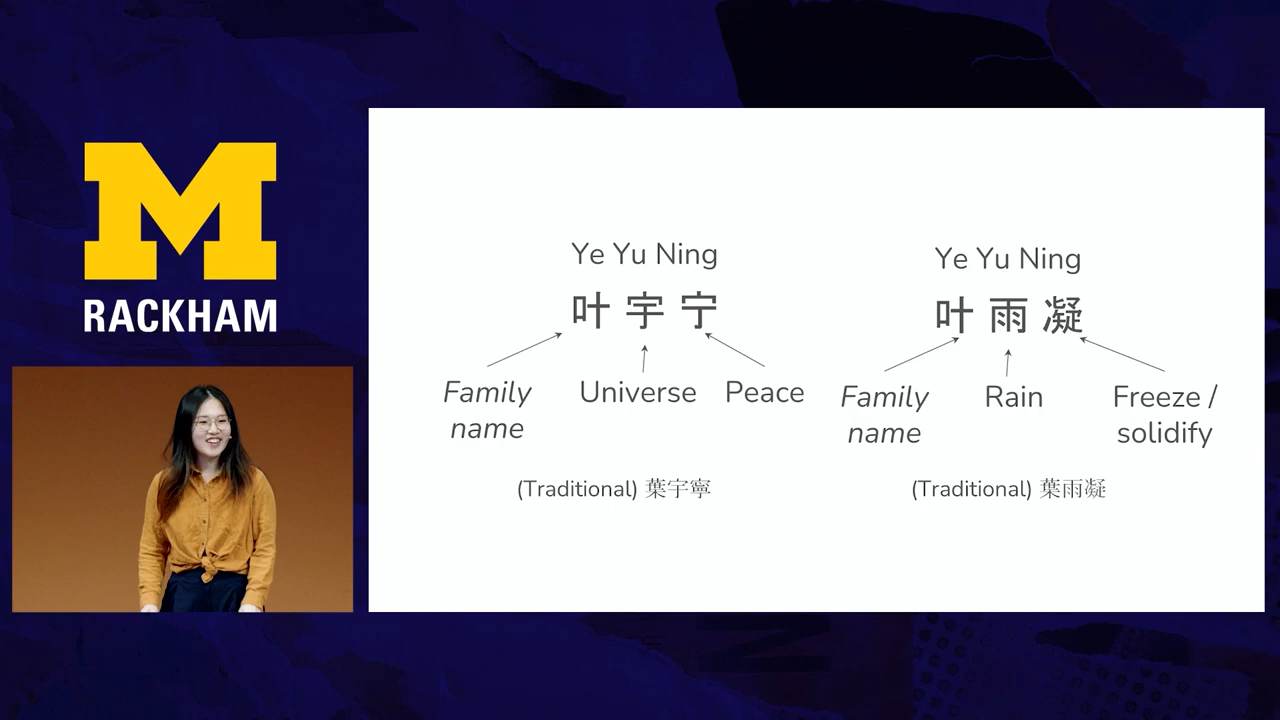 M
RACKHAM
Ye Yu Ning
叶 宇 宁
Family name
Universe
Peace
(Traditional) 葉宇寧
Ye Yu Ning
叶 雨 凝
Family name
Rain
Freeze /
solidify
(Traditional) 葉雨凝